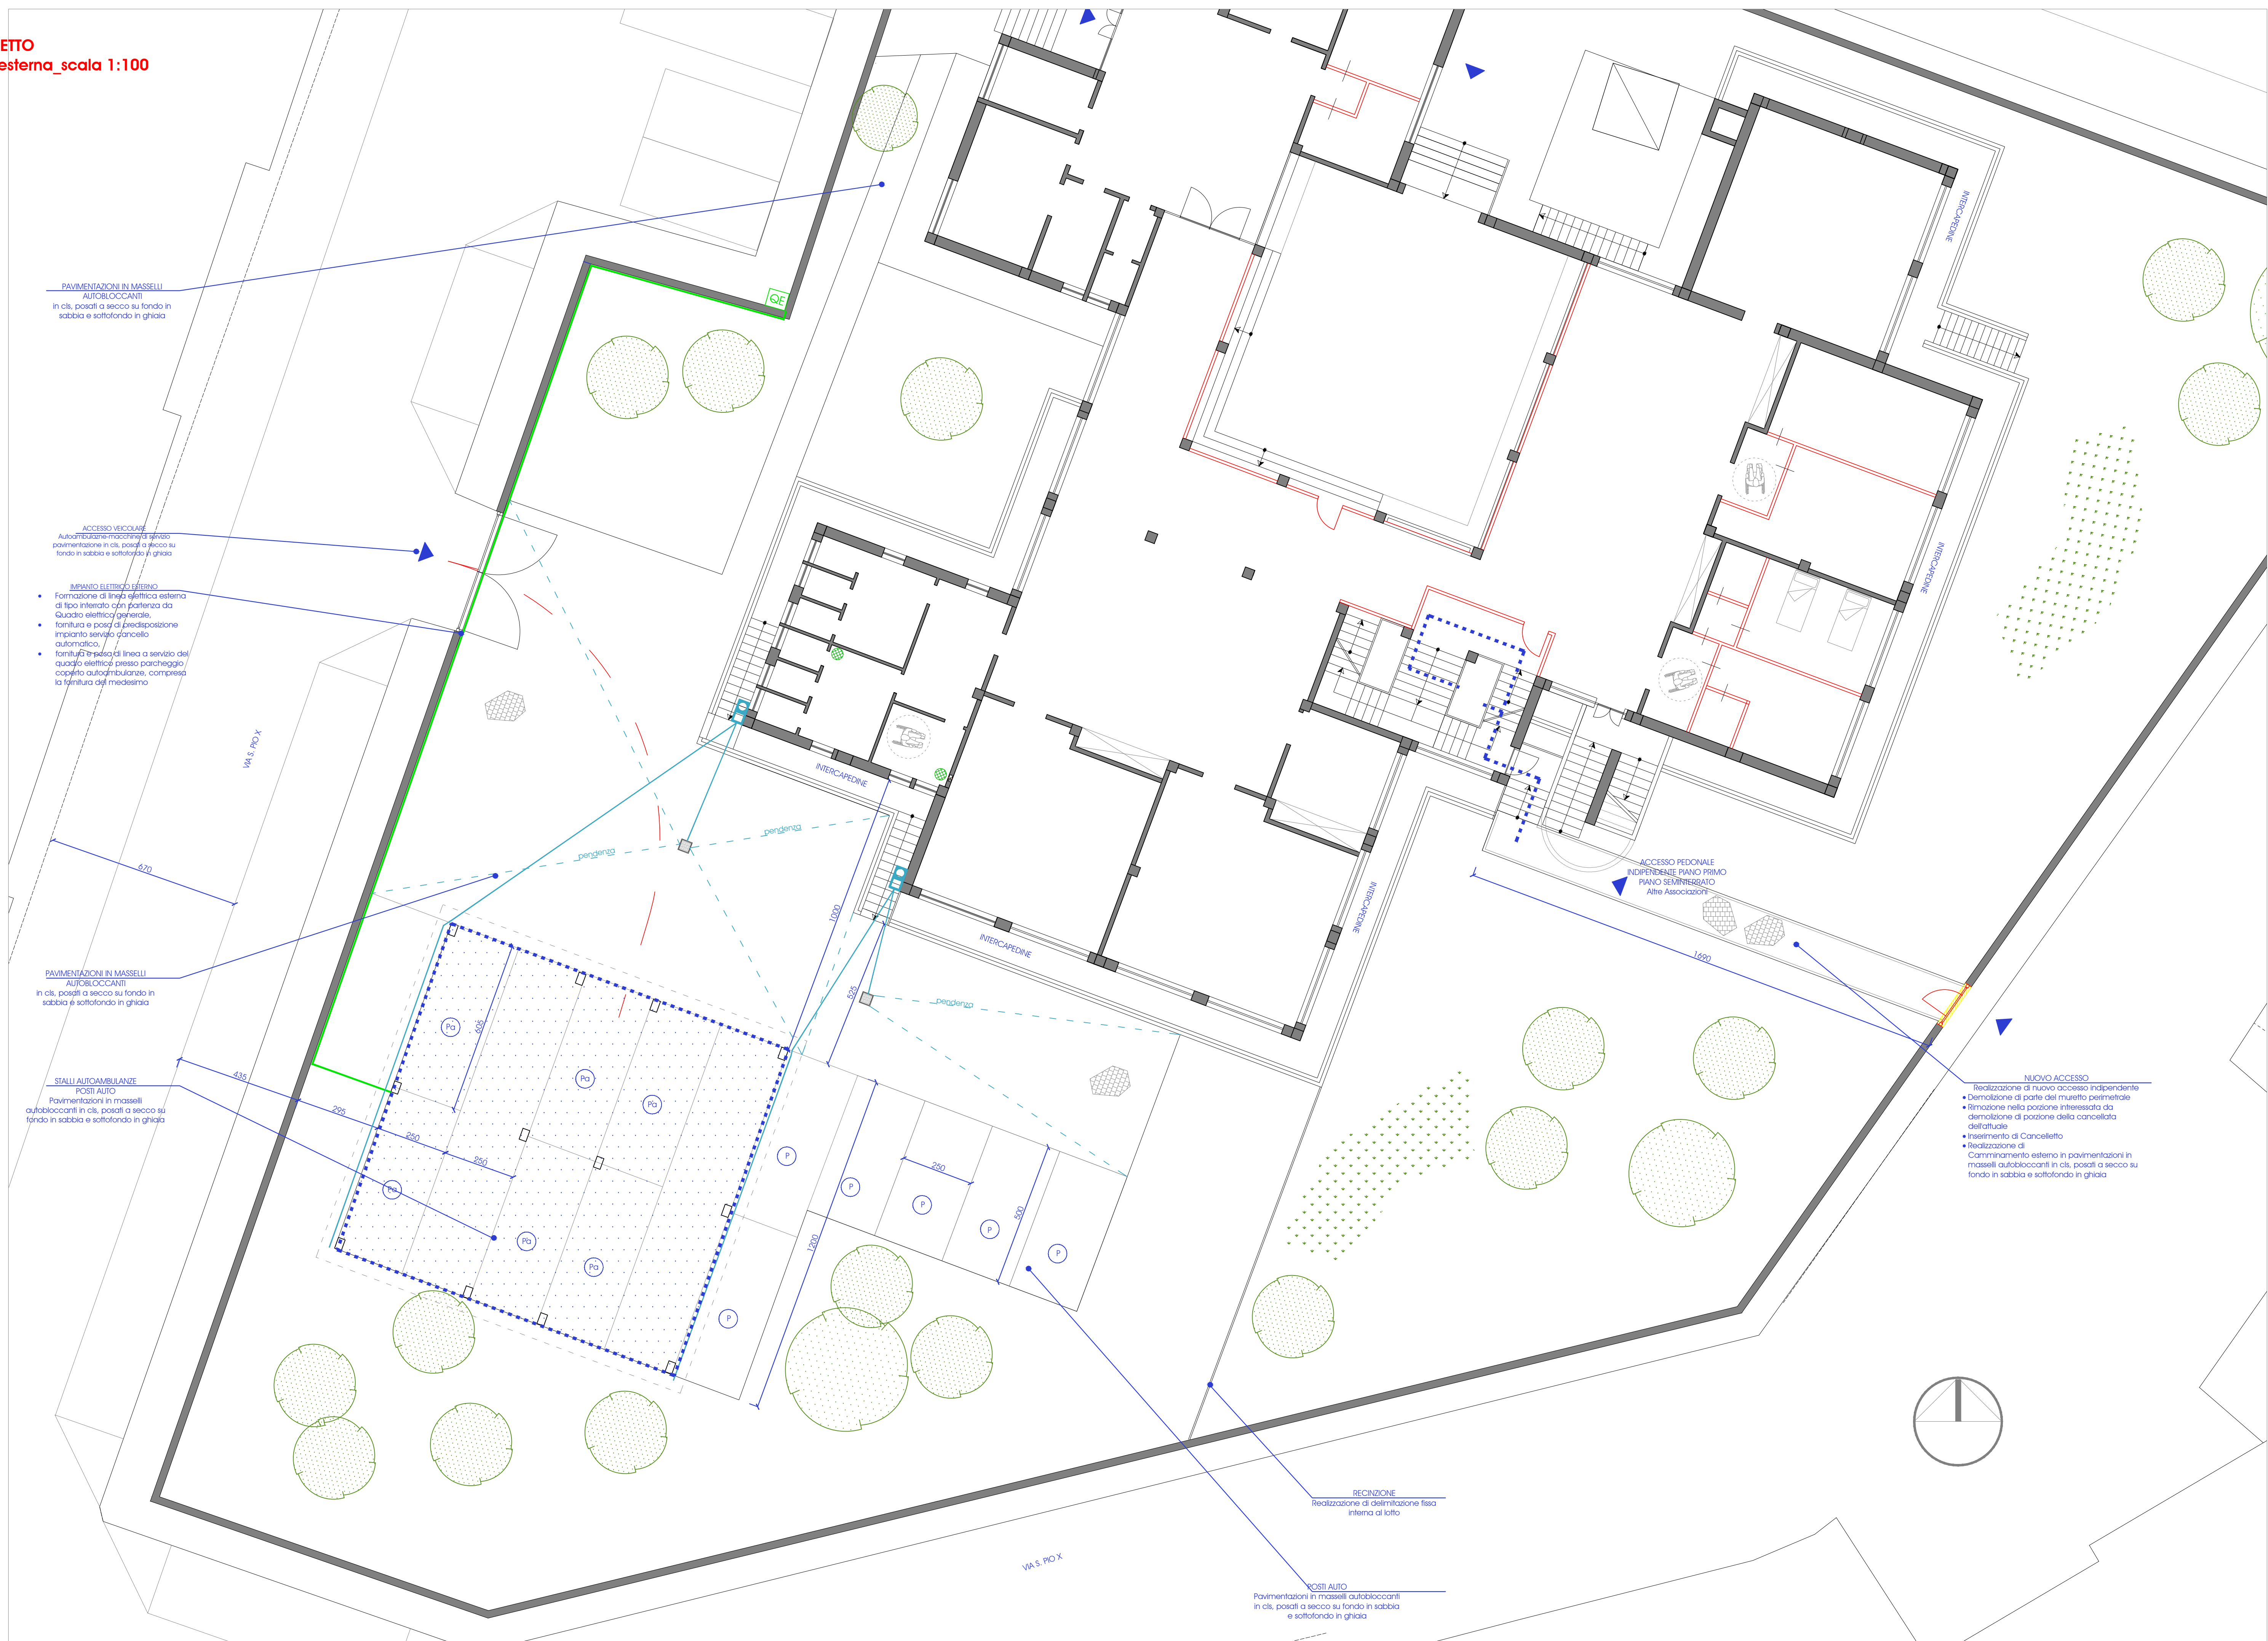 ETTO
esterna_scala 1:100
PAVIMENTAZIONI IN MASSELLI
AUTOBLOCCANTI
in cls, posati a secco su fondo in
sabbia e sottofondo in ghiaia
QE
INTERCAPEDINE
ACCESSO VEICOLARE
Autoambulazne-macchine di servizio
pavimentazione in cls, posati a secco su
fondo in sabbia e sottofondo in ghiaia
IMPIANTO ELETTRICO ESTERNO
• Formazione di linea elettrica esterna
di tipo interrato con partenza da
Quadro elettrico generale,
• fornitura e posa di predisposizione
impianto servizio cancello
automatico,
• fornitura e posa di linea a servizio del
quadro elettrico presso parcheggio
coperto autoambulanze, compresa
la fornitura del medesimo
INTERCAPEDINE
VIA S. PIO X
INTERCAPEDINE
pendenza
pendenza
670
ACCESSO PEDONALE
INDIPENDENTE PIANO PRIMO
PIANO SEMINTERRATO
Altre Associazioni
INTERCAPEDINE
1000
INTERCAPEDINE
1690
PAVIMENTAZIONI IN MASSELLI
AUTOBLOCCANTI
in cls, posati a secco su fondo in
sabbia e sottofondo in ghiaia
525
pendenza
Pa
605
Pa
Pa
435
295
250
250
STALLI AUTOAMBULANZE
POSTI AUTO
Pavimentazioni in masselli
autobloccanti in cls, posati a secco su
fondo in sabbia e sottofondo in ghiaia
NUOVO ACCESSO
Realizzazione di nuovo accesso indipendente
• Demolizione di parte del muretto perimetrale
• Rimozione nella porzione intreressata da
demolizione di porzione della cancellata
dell'attuale
• Inserimento di Cancelletto
• Realizzazione di
Camminamento esterno in pavimentazioni in
masselli autobloccanti in cls, posati a secco su
fondo in sabbia e sottofondo in ghiaia
P
250
Pa
P
P
500
P
P
Pa
Pa
1200
P
RECINZIONE
Realizzazione di delimitazione fissa
interna al lotto
VIA S. PIO X
POSTI AUTO
Pavimentazioni in masselli autobloccanti
in cls, posati a secco su fondo in sabbia
e sottofondo in ghiaia